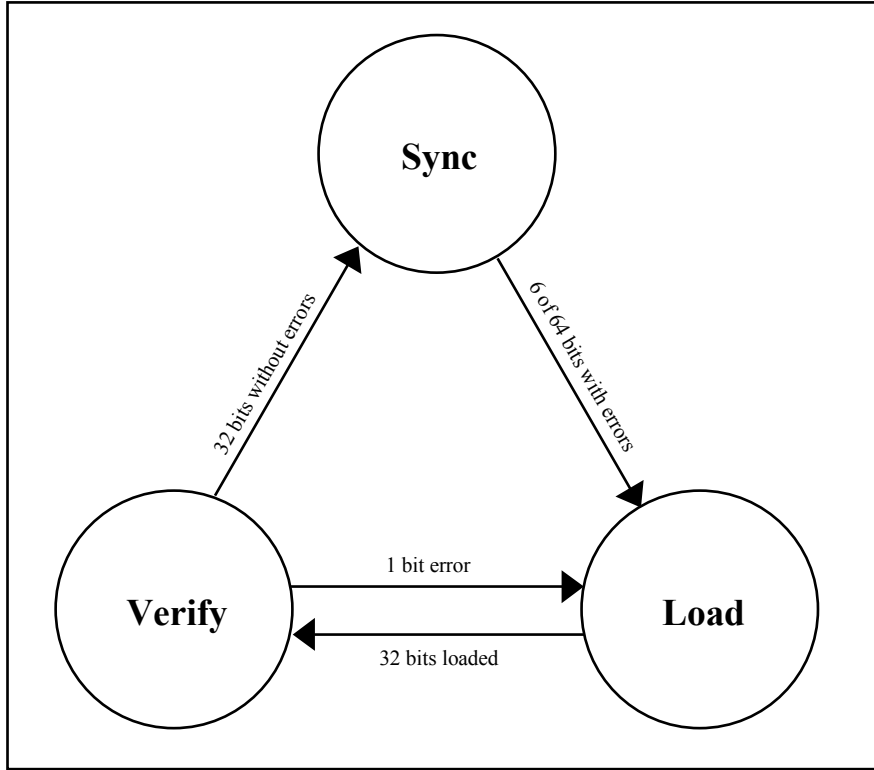 Sync
32 bits without errors
6 of 64 bits with errors
1 bit error
Verify
Load
32 bits loaded